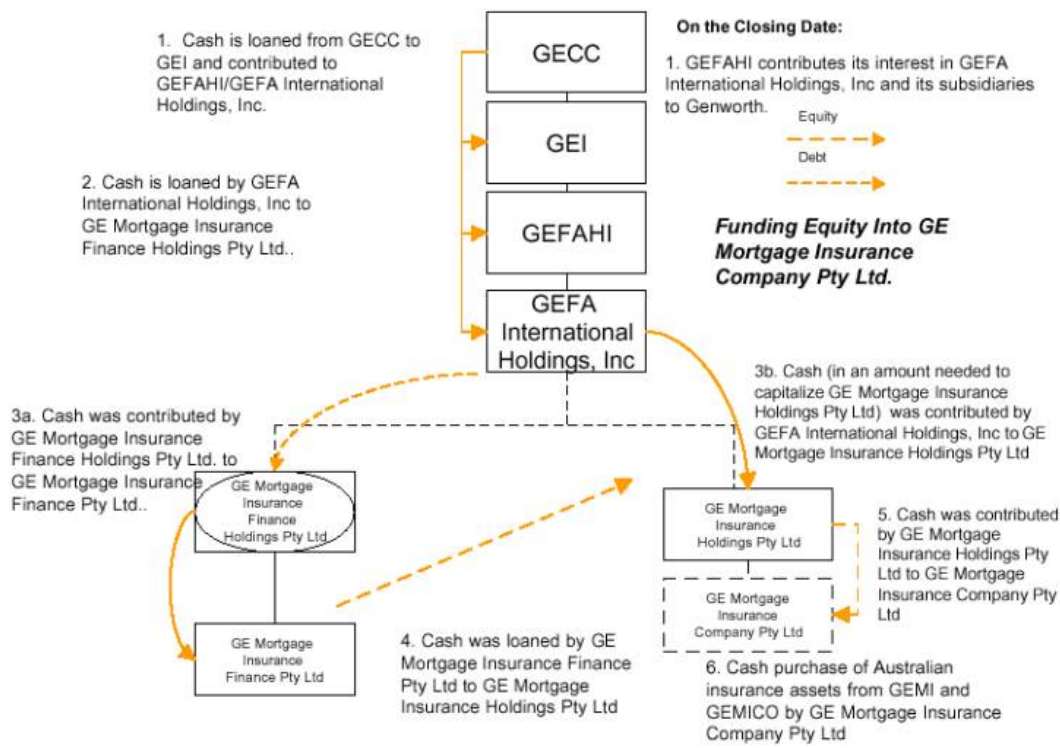 1.  Cash is loaned from GECC to
GEI and contributed to
GEFAHI/GEFA International
Holdings, Inc.
GECC
On the Closing Date:
1. GEFAHI contributes its interest in GEFA
International Holdings, Inc and its subsidiaries
to Genworth.
Equity
Debt
GEI
2. Cash is loaned by GEFA
International Holdings, Inc to
GE Mortgage Insurance
Finance Holdings Pty Ltd..
GEFAHI
Funding Equity Into GE
Mortgage Insurance
Company Pty Ltd.
GEFA
International
Holdings, Inc
3a. Cash was contributed by
GE Mortgage Insurance
Finance Holdings Pty Ltd. to
GE Mortgage Insurance
Finance Pty Ltd..
3b. Cash (in an amount needed to
capitalize GE Mortgage Insurance
Holdings Pty Ltd)  was contributed by
GEFA International Holdings, Inc to GE
Mortgage Insurance Holdings Pty Ltd
GE Mortgage
Insurance
Finance
Holdings Pty Ltd
GE Mortgage
Insurance
Holdings Pty Ltd
5. Cash was contributed
by GE Mortgage
Insurance Holdings Pty
Ltd to GE Mortgage
Insurance Company Pty
Ltd
GE Mortgage
Insurance
Company Pty Ltd
GE Mortgage
Insurance
Finance Pty Ltd
4. Cash was loaned by GE
Mortgage Insurance Finance
Pty Ltd to GE Mortgage
Insurance Holdings Pty Ltd
6. Cash purchase of Australian
insurance assets from GEMI and
GEMICO by GE Mortgage Insurance
Company Pty Ltd